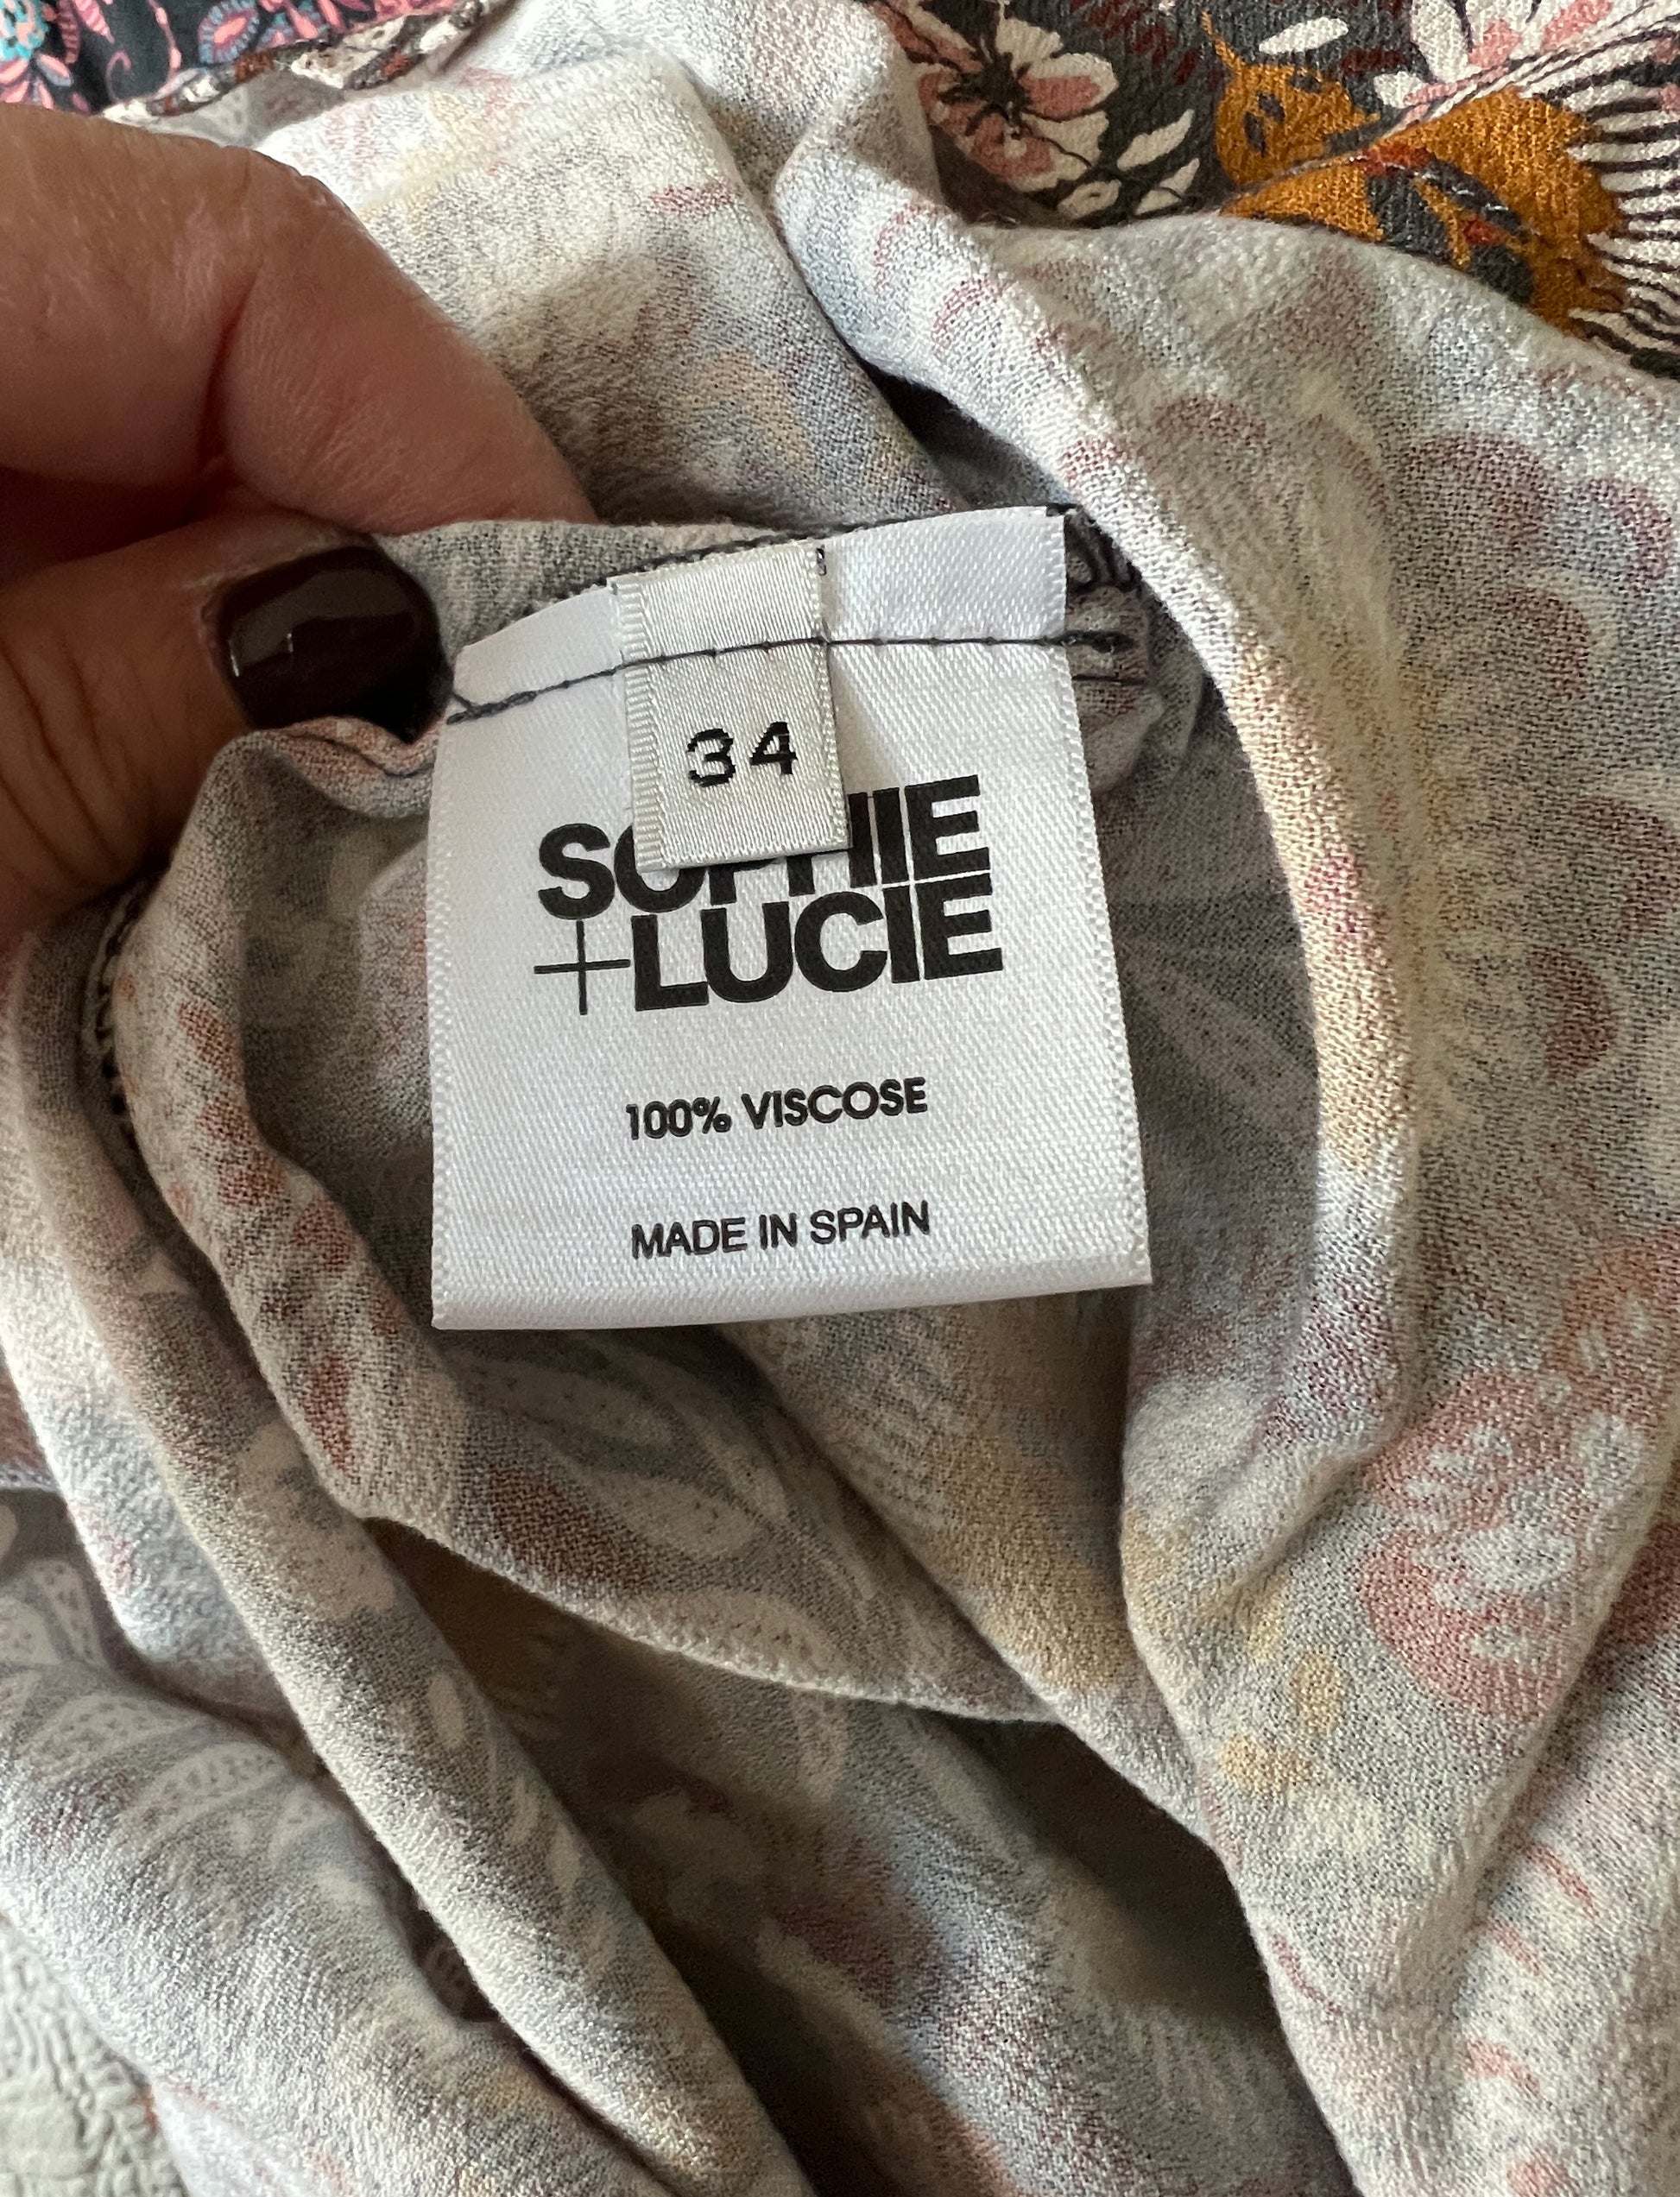 34
SOPHIE
+LUCIE
100% VISCOSE
MADE IN SPAIN